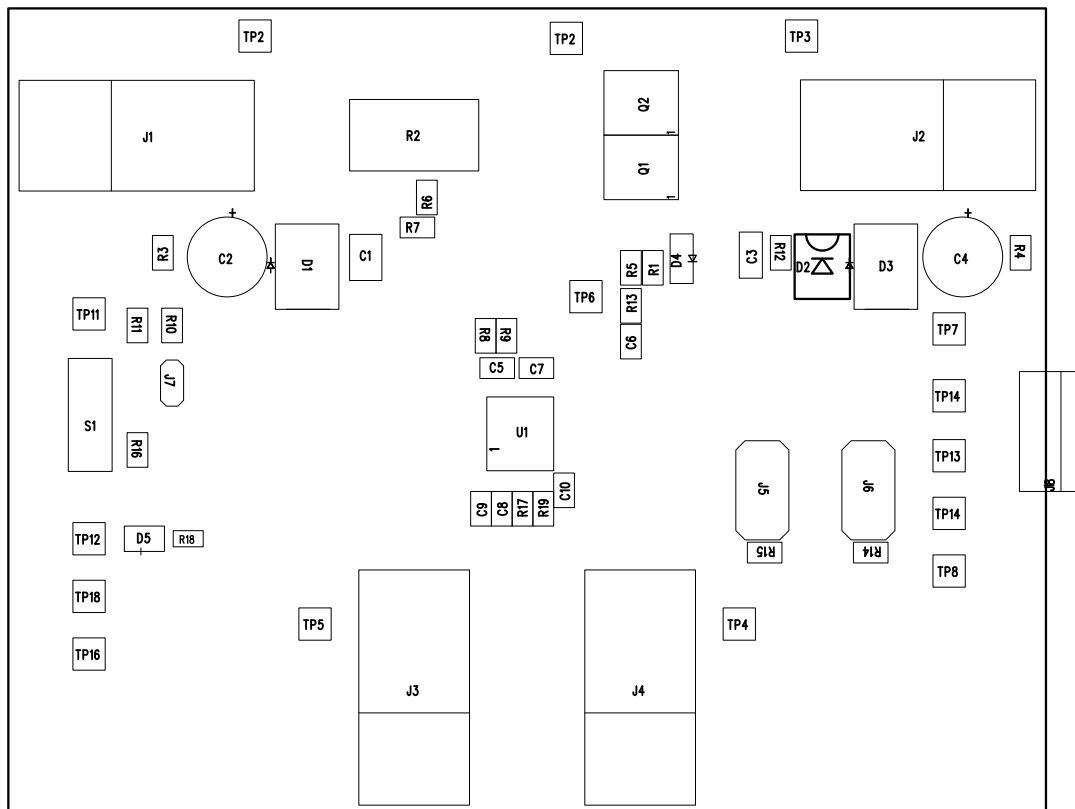 TP2 TP2 TP3
J1 R2 Q2 1 J2
Q1 1
R6
R7
+ +
R3 C2 D1 C1 R5 R1 D4 C3 R12 D2 D3 C4 R4
TP6
TP11 R11 R10 R13 TP7
R8 R9 C6
C5 C7
J7 TP14
S1 U1
1
R16 TP13
J5 J6
C10
C9 C8 R17 R19 TP14
TP12 D5 R18
R15 R14
TP8
TP18
TP5 TP4
TP16
J3 J4